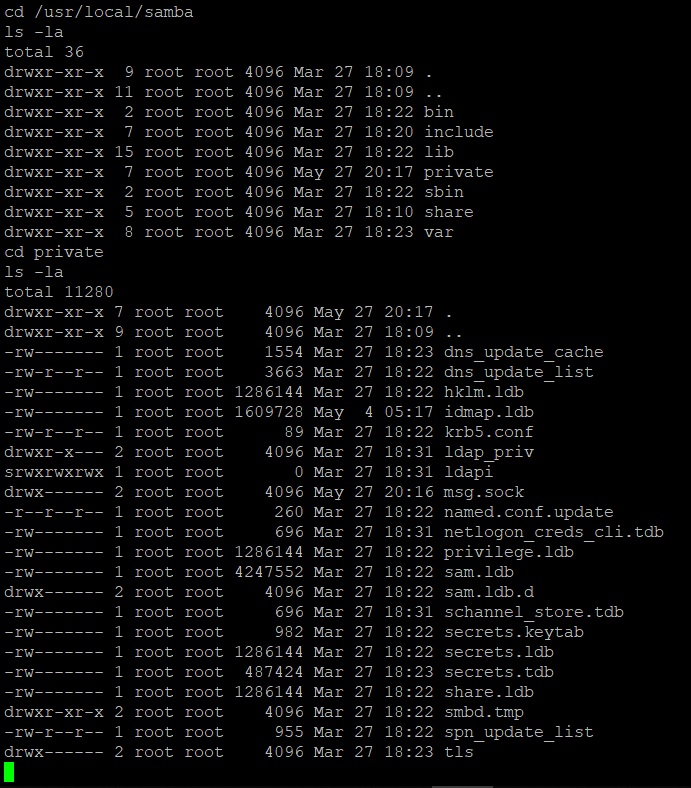 cd /usr/local/samba
ls -la
total 36
drwxr-xr-x  9 root root 4096 Mar 27 18:09 .
drwxr-xr-x 11 root root 4096 Mar 27 18:09 ..
drwxr-xr-x  2 root root 4096 Mar 27 18:22 bin
drwxr-xr-x  7 root root 4096 Mar 27 18:20 include
drwxr-xr-x 15 root root 4096 Mar 27 18:22 lib
drwxr-xr-x  7 root root 4096 May 27 20:17 private
drwxr-xr-x  2 root root 4096 Mar 27 18:22 sbin
drwxr-xr-x  5 root root 4096 Mar 27 18:10 share
drwxr-xr-x  8 root root 4096 Mar 27 18:23 var
cd private
ls -la
total 11280
drwxr-xr-x 7 root root    4096 May 27 20:17 .
drwxr-xr-x 9 root root    4096 Mar 27 18:09 ..
-rw------- 1 root root    1554 Mar 27 18:23 dns_update_cache
-rw-r--r-- 1 root root    3663 Mar 27 18:22 dns_update_list
-rw------- 1 root root 1286144 Mar 27 18:22 hklm.ldb
-rw------- 1 root root 1609728 May  4 05:17 idmap.ldb
-rw-r--r-- 1 root root      89 Mar 27 18:22 krb5.conf
drwxr-x--- 2 root root    4096 Mar 27 18:31 ldap_priv
srwxrwxrwx 1 root root       0 Mar 27 18:31 ldapi
drwx------ 2 root root    4096 May 27 20:16 msg.sock
-r--r--r-- 1 root root     260 Mar 27 18:22 named.conf.update
-rw------- 1 root root     696 Mar 27 18:31 netlogon_creds_cli.tdb
-rw------- 1 root root 1286144 Mar 27 18:22 privilege.ldb
-rw------- 1 root root 4247552 Mar 27 18:22 sam.ldb
drwx------ 2 root root    4096 Mar 27 18:22 sam.ldb.d
-rw------- 1 root root     696 Mar 27 18:31 schannel_store.tdb
-rw------- 1 root root     982 Mar 27 18:22 secrets.keytab
-rw------- 1 root root 1286144 Mar 27 18:22 secrets.ldb
-rw------- 1 root root  487424 Mar 27 18:23 secrets.tdb
-rw------- 1 root root 1286144 Mar 27 18:22 share.ldb
drwxr-xr-x 2 root root    4096 Mar 27 18:22 smbd.tmp
-rw-r--r-- 1 root root     955 Mar 27 18:22 spn_update_list
drwx------ 2 root root    4096 Mar 27 18:23 tls